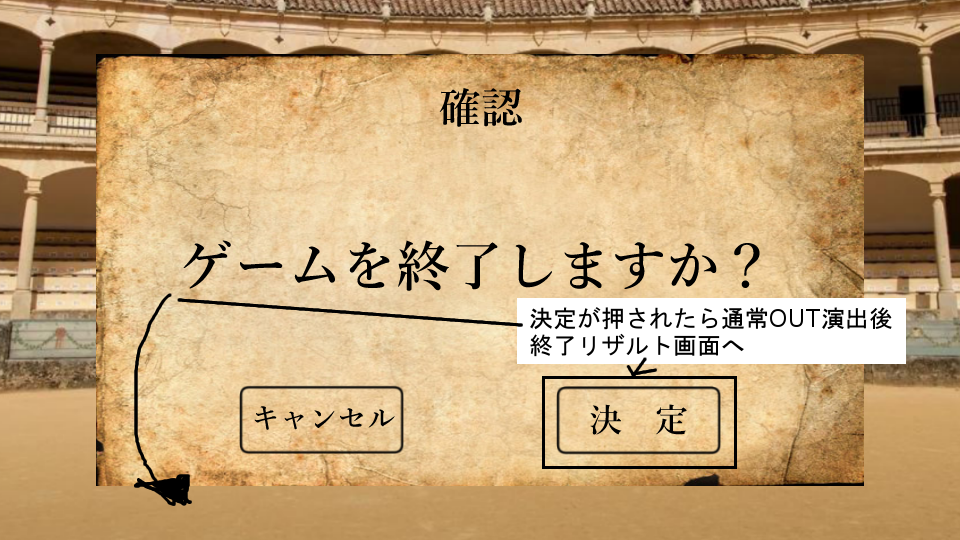 確認
ゲームを終了しますか？
決定が押されたら通常OUT演出後
終了リザルト画面へ
キャンセル
決 定